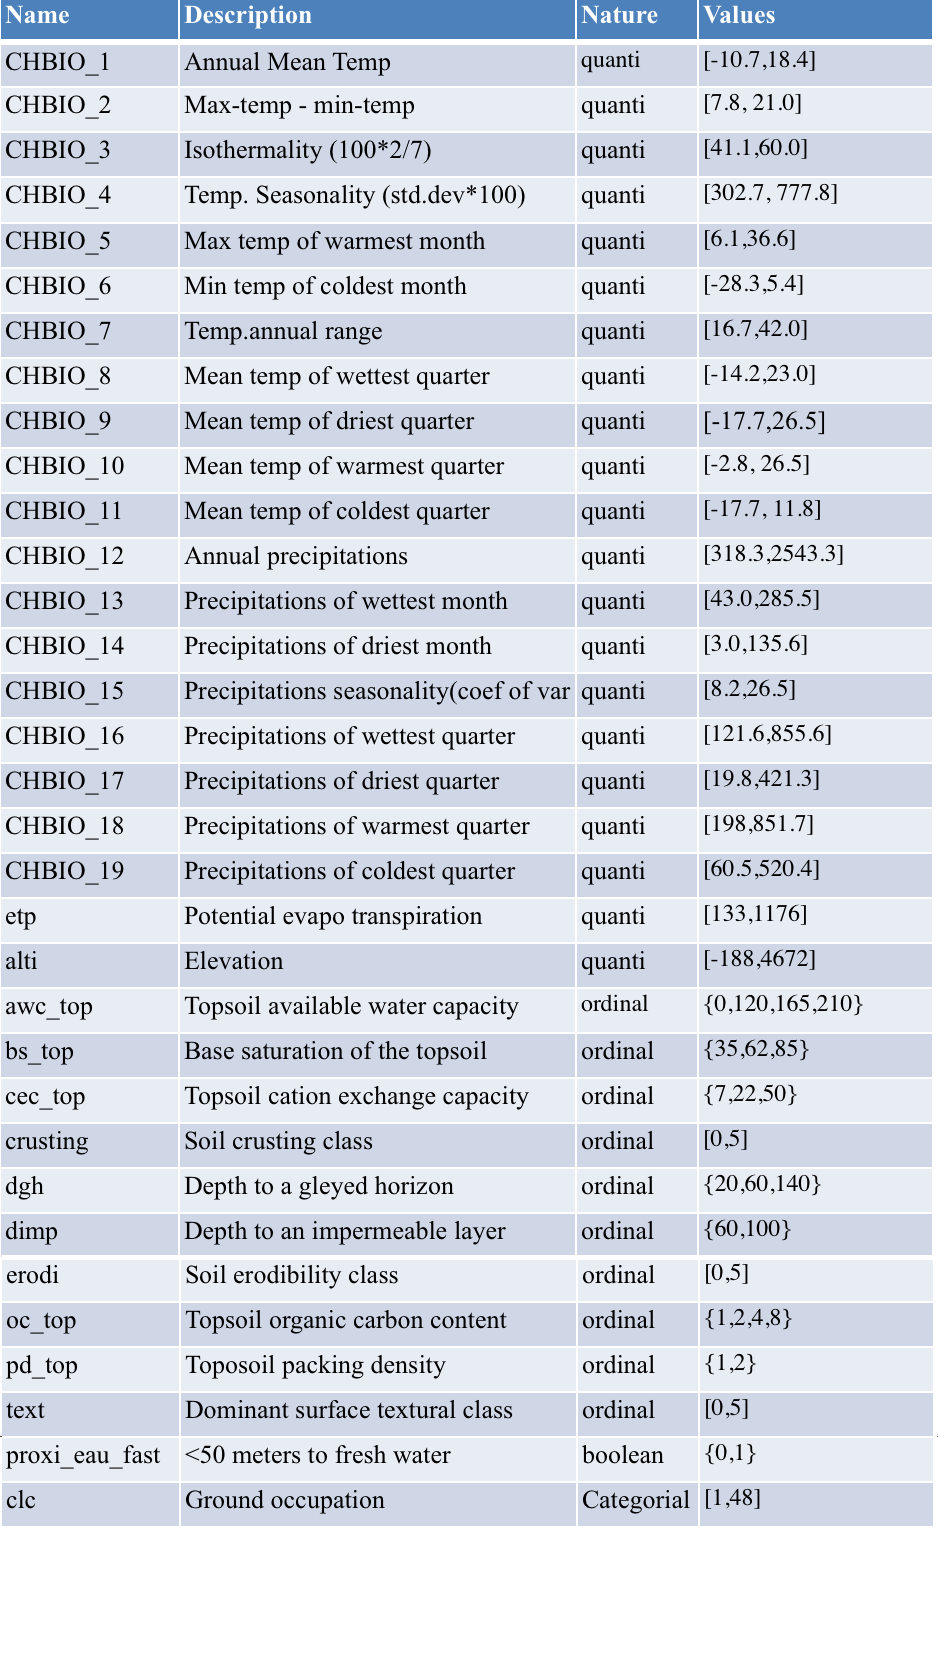 Name Description Nature Values
CHBIO_1 Annual Mean Temp quanti [-10.7,18.4]
CHBIO_2 Max-temp - min-temp quanti [7.8, 21.0]
CHBIO_3 Isothermality (100*2/7) quanti [41.1,60.0]
CHBIO_4 Temp. Seasonality (std.dev*100) quanti [302.7, 777.8]
CHBIO_5 Max temp of warmest month quanti [6.1,36.6]
CHBIO_6 Min temp of coldest month quanti [-28.3,5.4]
CHBIO_7 Temp.annual range quanti [16.7,42.0]
CHBIO_8 Mean temp of wettest quarter quanti [-14.2,23.0]
CHBIO_9 Mean temp of driest quarter quanti [-17.7,26.5]
CHBIO_10 Mean temp of warmest quarter quanti [-2.8, 26.5]
CHBIO_11 Mean temp of coldest quarter quanti [-17.7, 11.8]
CHBIO_12 Annual precipitations quanti [318.3,2543.3]
CHBIO_13 Precipitations of wettest month quanti [43.0,285.5]
CHBIO_14 Precipitations of driest month quanti [3.0,135.6]
CHBIO_15 Precipitations seasonality(coef of var quanti [8.2,26.5]
CHBIO_16 Precipitations of wettest quarter quanti [121.6,855.6]
CHBIO_17 Precipitations of driest quarter quanti [19.8,421.3]
CHBIO_18 Precipitations of warmest quarter quanti [198,851.7]
CHBIO_19 Precipitations of coldest quarter quanti [60.5,520.4]
etp Potential evapo transpiration quanti [133,1176]
alti Elevation quanti [-188,4672]
awc_top Topsoil available water capacity ordinal {0,120,165,210}
bs_top Base saturation of the topsoil ordinal {35,62,85}
cec_top Topsoil cation exchange capacity ordinal {7,22,50}
crusting Soil crusting class ordinal [0,5]
dgh Depth to a gleyed horizon ordinal {20,60,140}
dimp Depth to an impermeable layer ordinal {60,100}
erodi Soil erodibility class ordinal [0,5]
oc_top Topsoil organic carbon content ordinal {1,2,4,8}
pd_top Toposoil packing density ordinal {1,2}
text Dominant surface textural class ordinal [0,5]
proxi_eau_fast <50 meters to fresh water boolean {0,1}
clc Ground occupation Categorial [1,48]